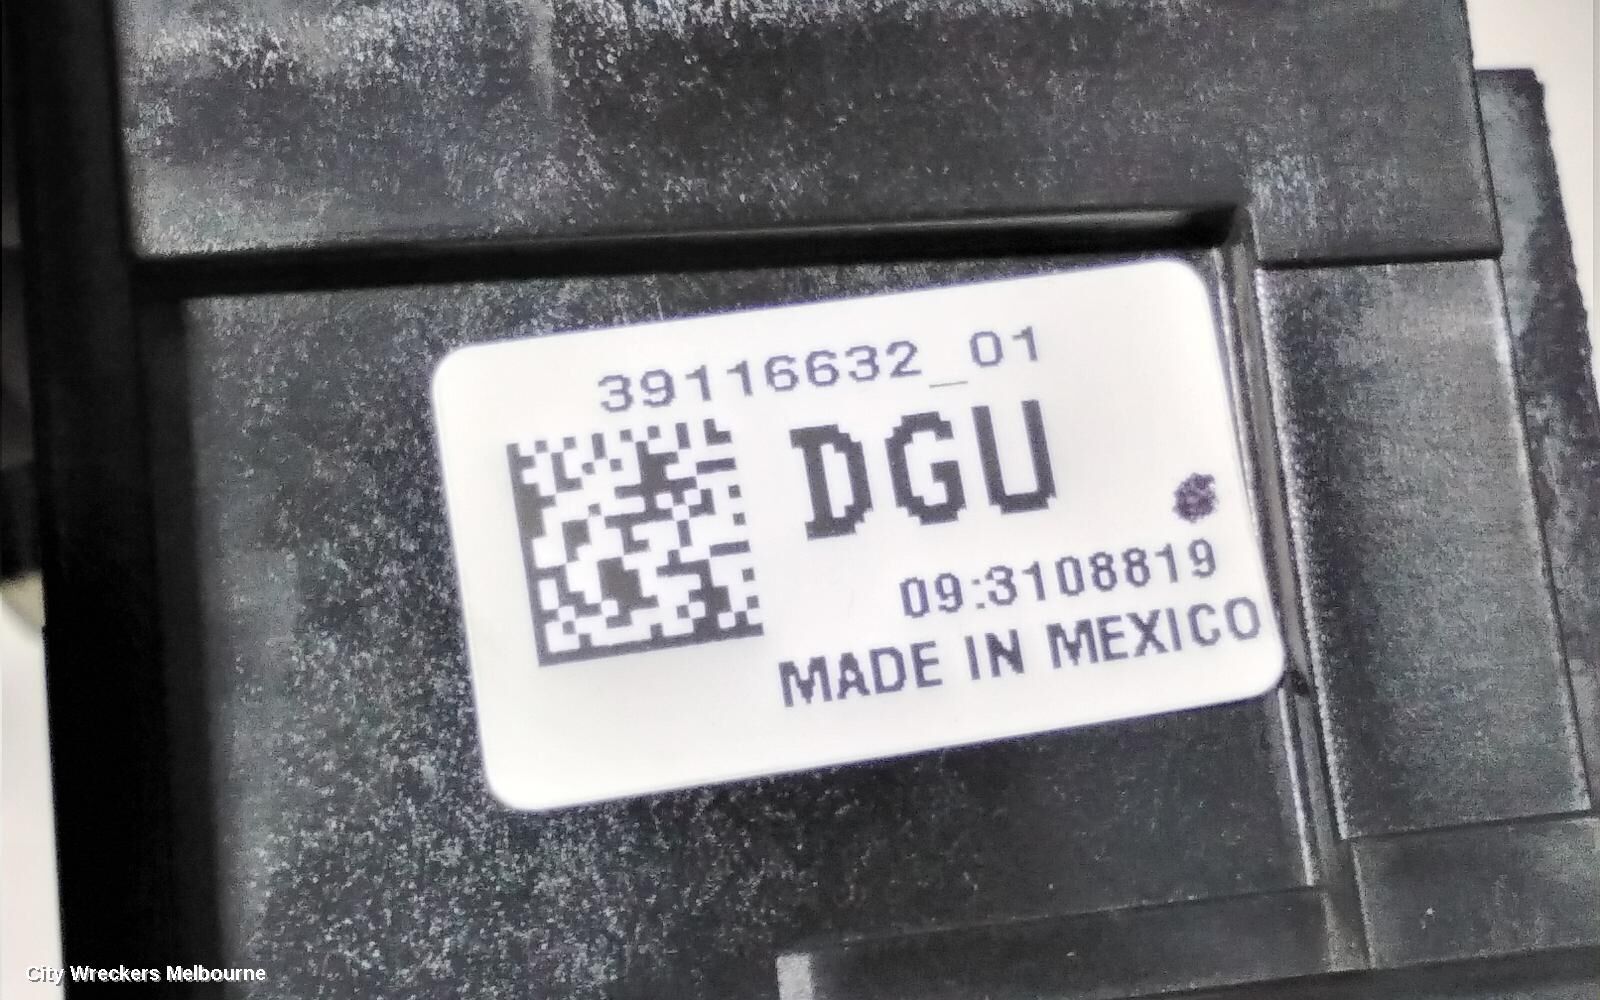 39116632_01
DGU
09:3108819
MADE IN MEXICO
City Wreckers Melbourne